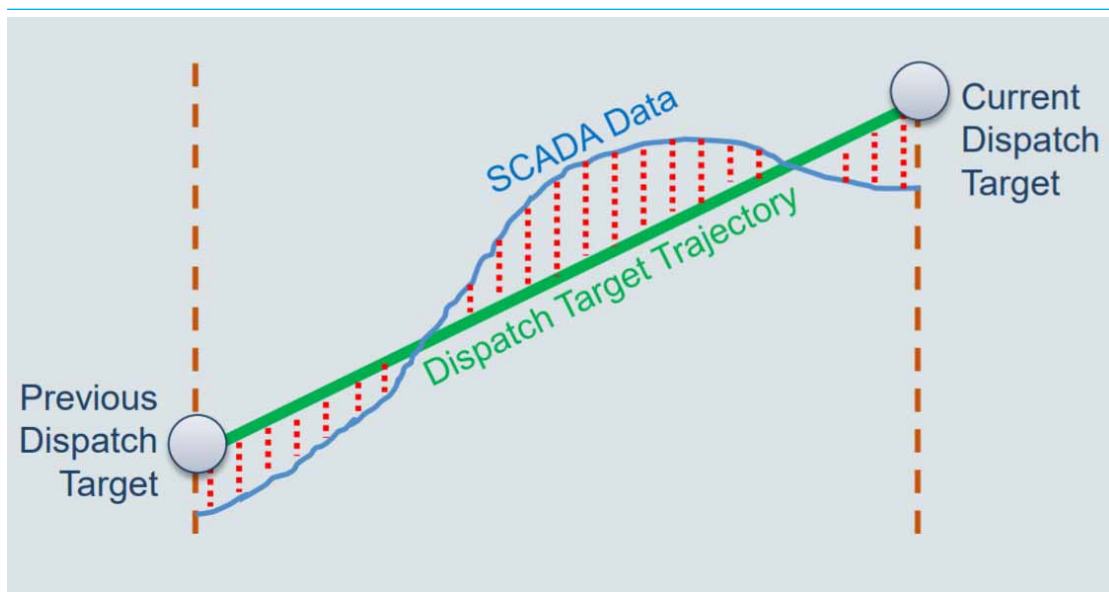 SCADA Data
Current
Dispatch
Target
Dispatch Target Trajectory
Previous
Dispatch
Target